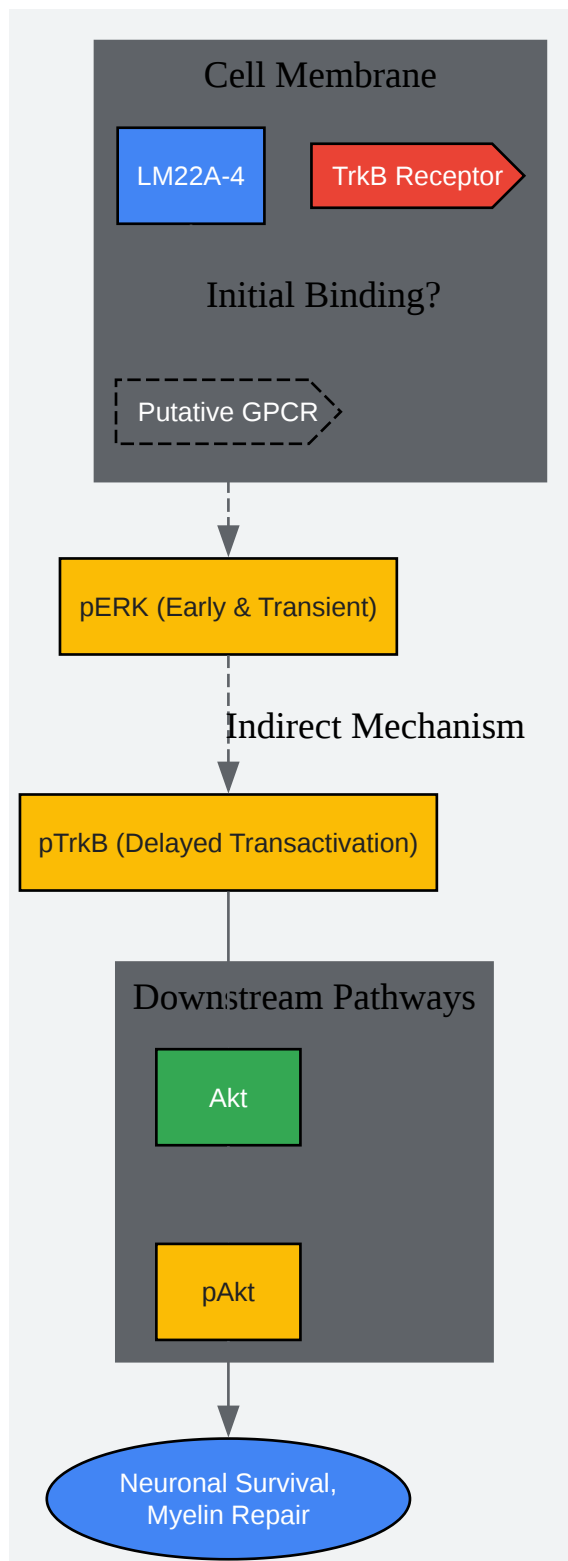 Cell Membrane
LM22A-4
TrkB Receptor
Initial Binding?
Putative GPCR
pERK (Early & Transient)
Indirect Mechanism
pTrkB (Delayed Transactivation)
Downstream Pathways
Akt
pAkt
Neuronal Survival,
Myelin Repair